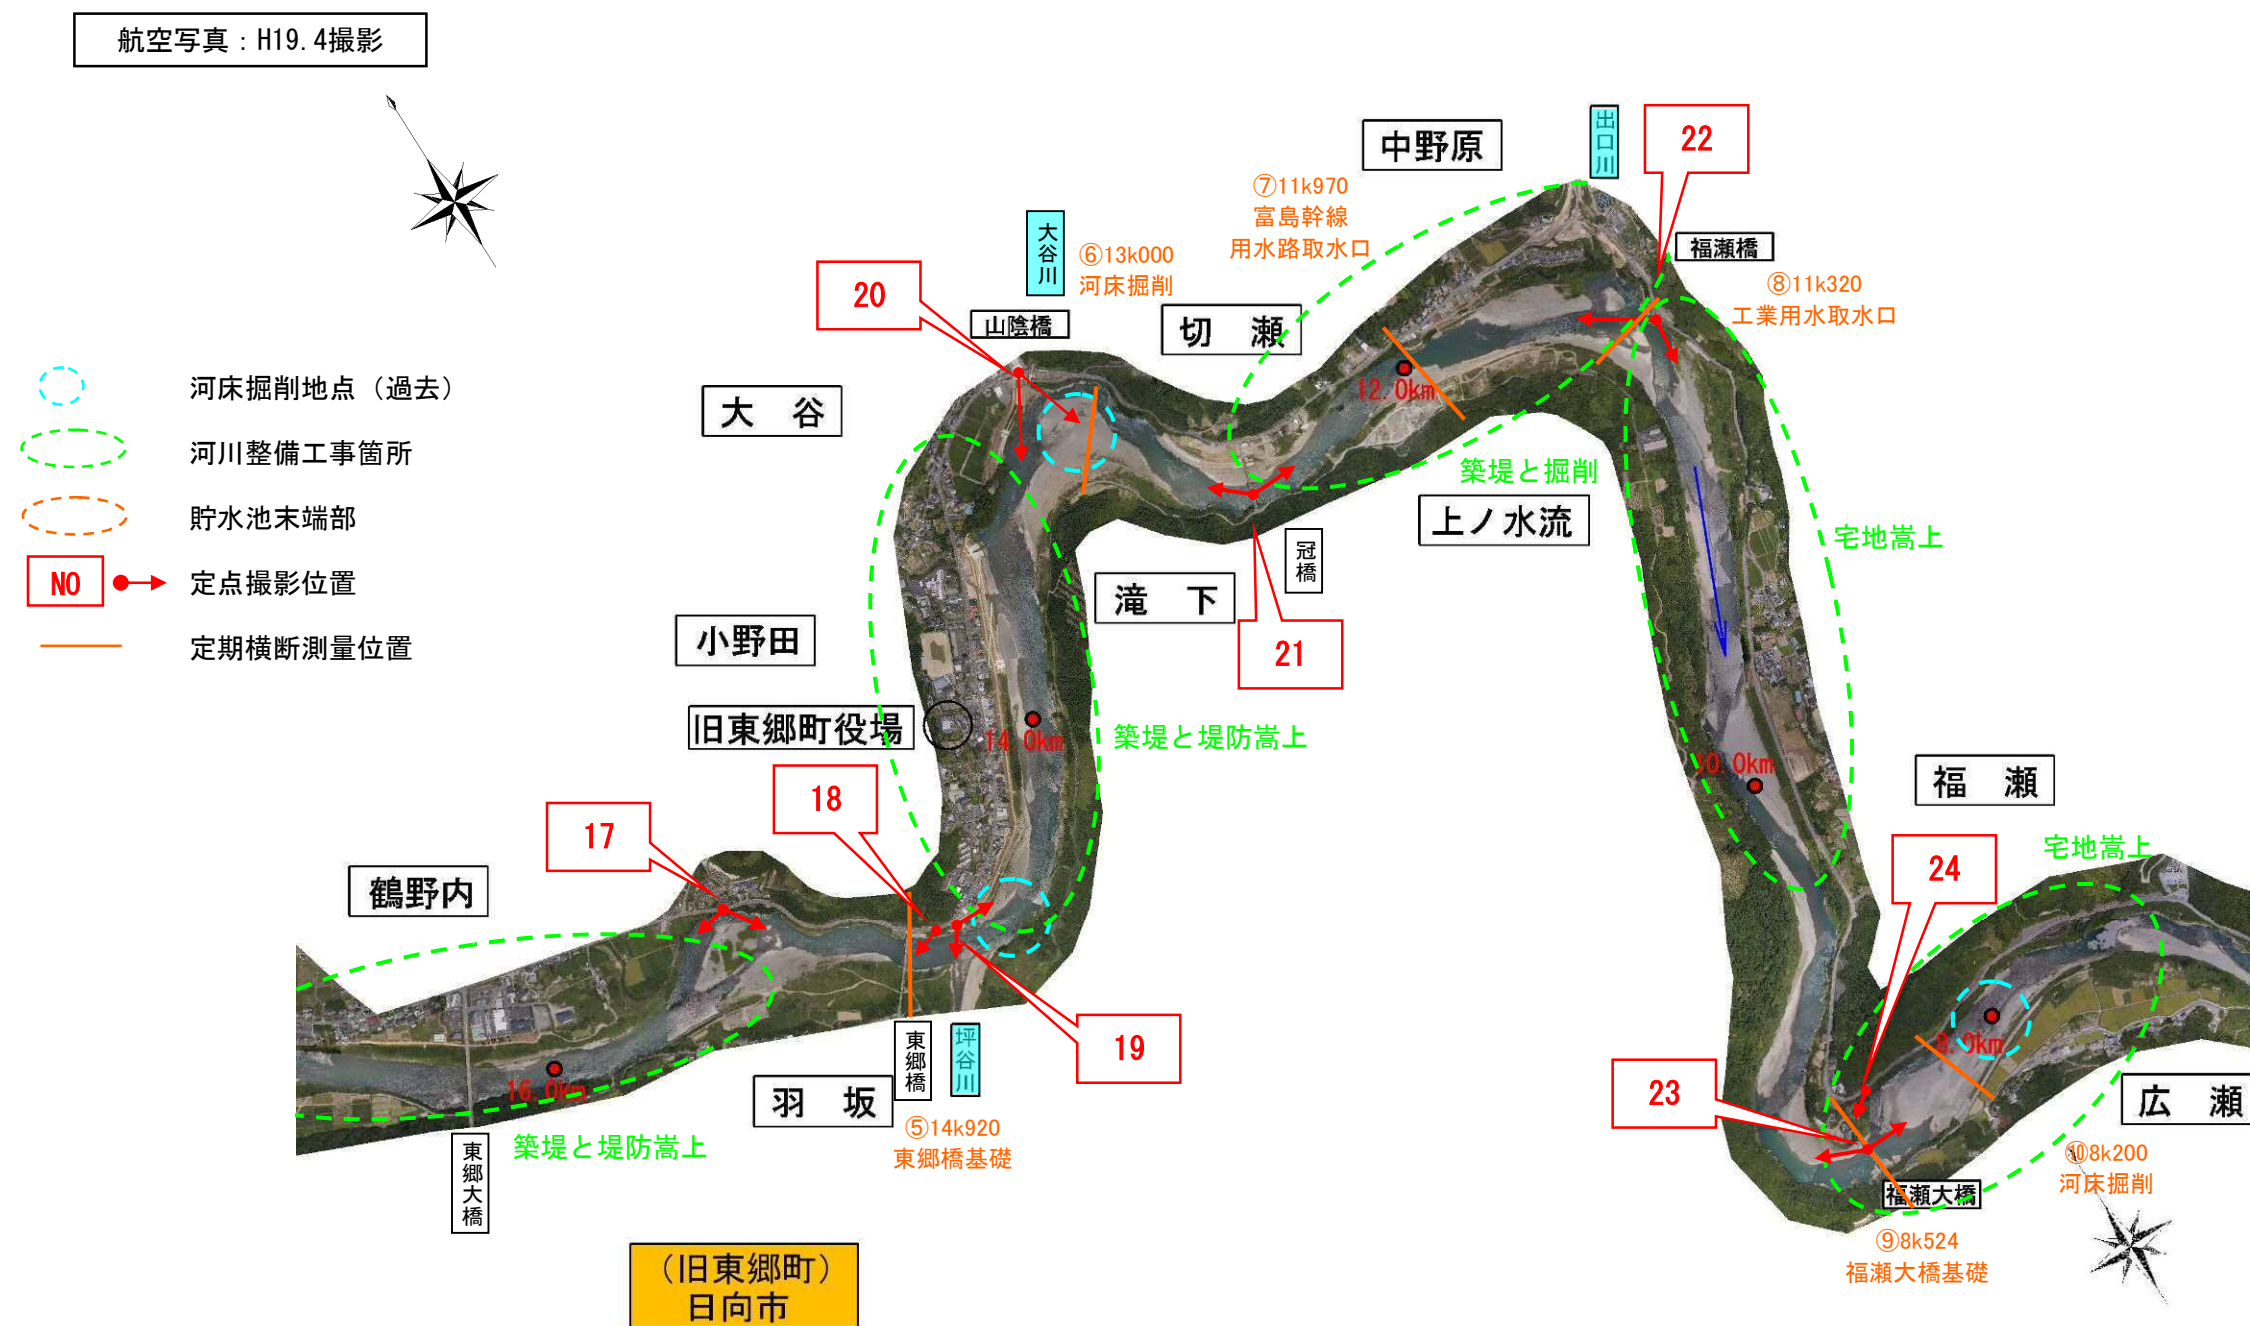 航空写真：H19.4撮影
河床掘削地点（過去）
河川整備工事箇所
貯水池末端部
NO
定点撮影位置
定期横断測量位置
中野原
出口川
22
⑦11k970
富島幹線
用水路取水口
福瀬橋
⑧11k320
工業用水取水口
大谷川
⑥13k000
河床掘削
20
山陰橋
切　瀬
大　谷
12.0km
築堤と掘削
上ノ水流
宅地嵩上
冠橋
滝　下
21
小野田
旧東郷町役場
14.0km
築堤と堤防嵩上
10.0km
福　瀬
18
17
宅地嵩上
24
鶴野内
16.0km
東郷橋
坪谷川
19
羽　坂
⑤14k920
東郷橋基礎
東郷大橋
築堤と堤防嵩上
（旧東郷町）
日向市
8.0km
23
広　瀬
⑩8k200
河床掘削
福瀬大橋
⑨8k524
福瀬大橋基礎